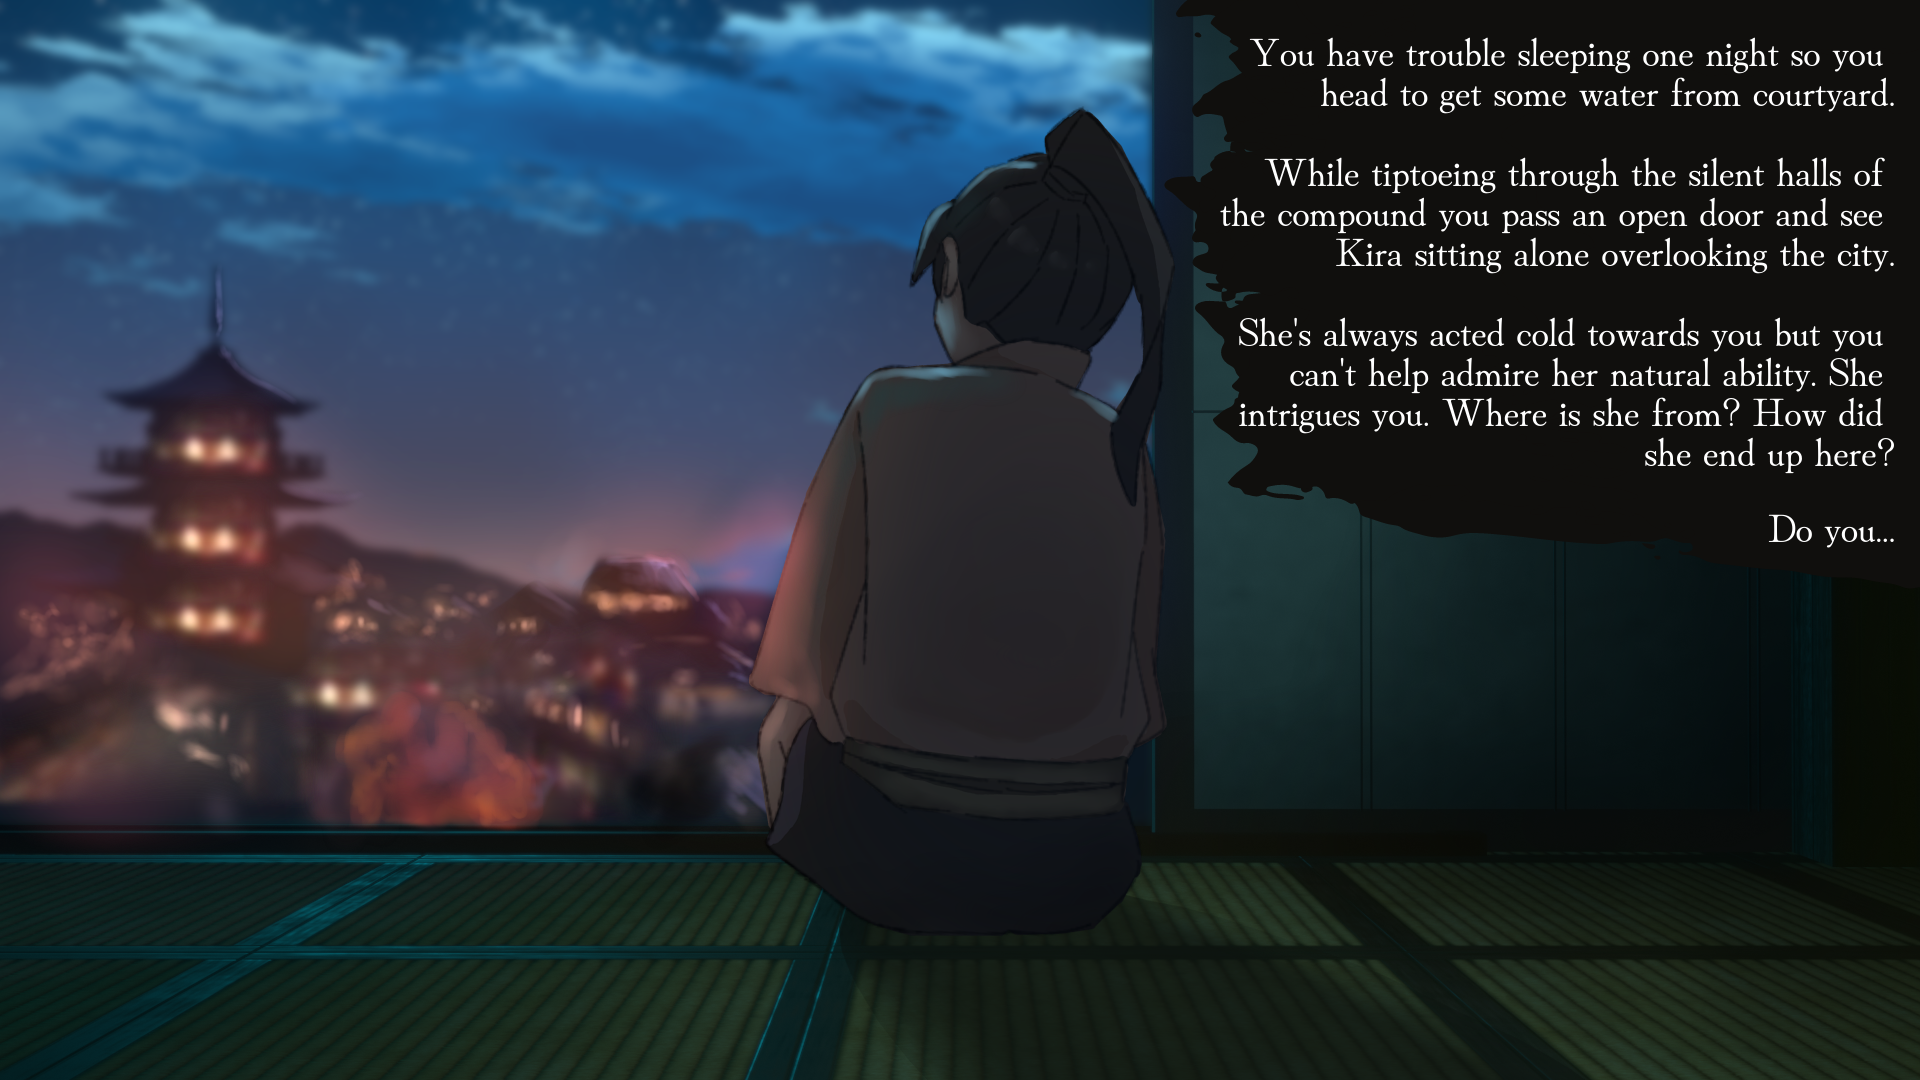 You have trouble sleeping one night so you
head to get some water from courtyard.
While tiptoeing through the silent halls of
the compound you pass an open door and see
Kira sitting alone overlooking the city.
She's always acted cold towards you but you
can't help admire her natural ability. She
intrigues you. Where is she from? How did
she end up here?
Do you...